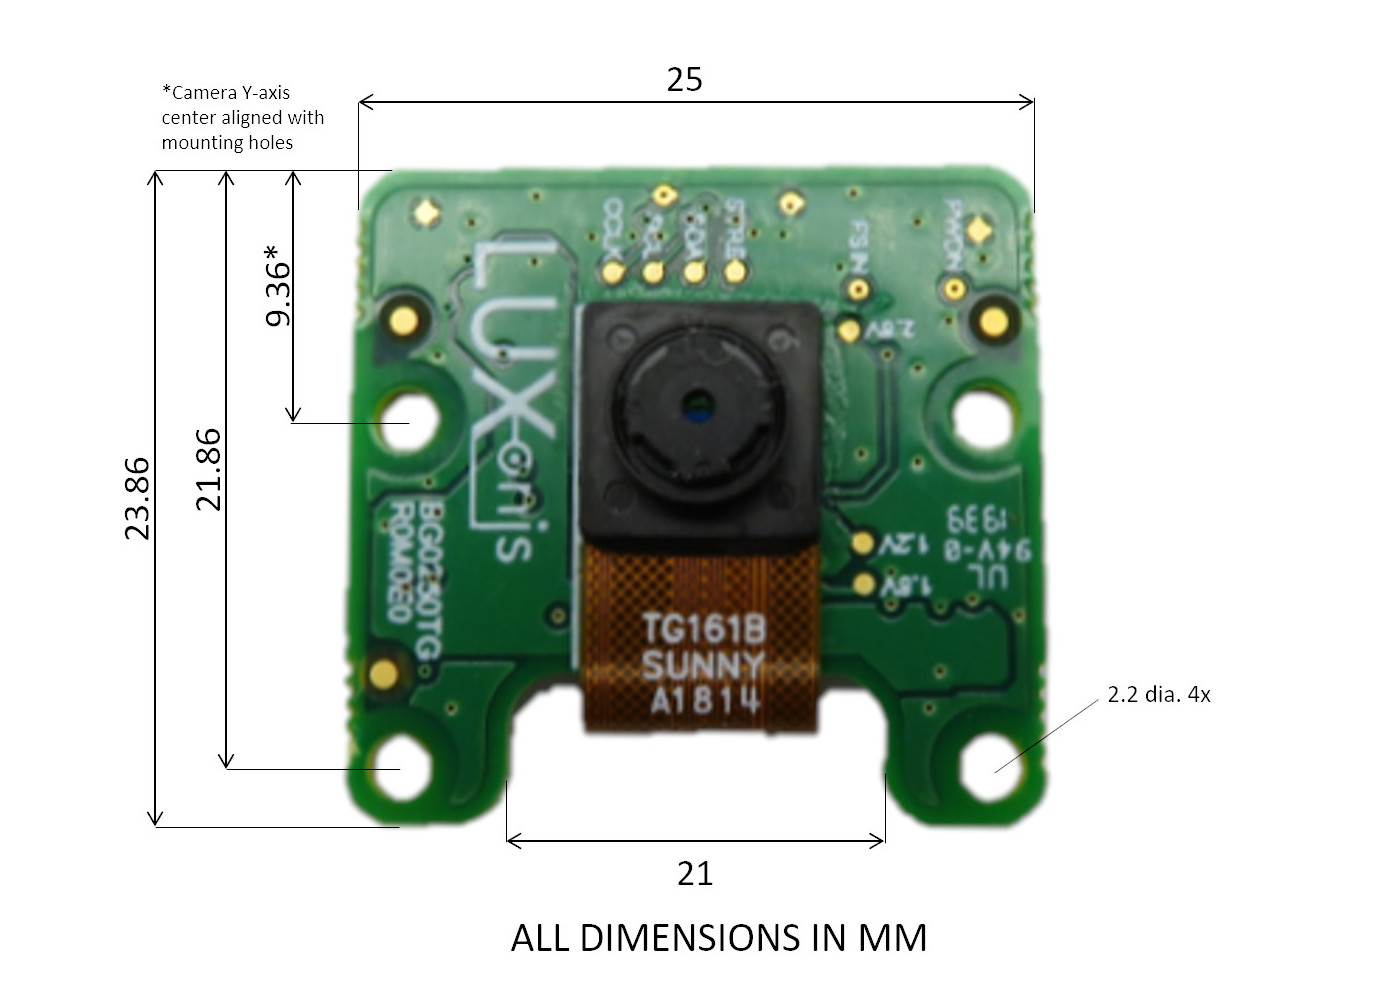 25
*Camera Y-axis
center aligned with
mounting holes
9.36*
21.86
23.86
CCLK
SCL
SDA
STRB
FSIN
PWDN
2.8V
LUXonis
BG0250TG
R0M0E0
1939
94V-0
UL
1.2V
1.8V
TG161B
SUNNY
A1814
2.2 dia. 4x
21
ALL DIMENSIONS IN MM